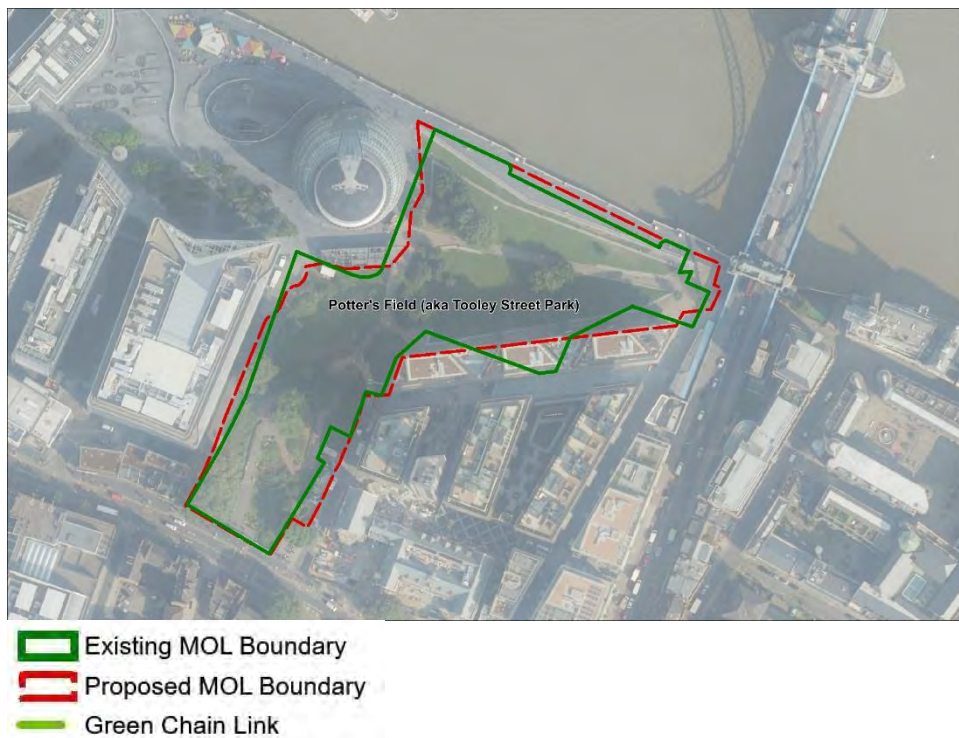 Potter's Field (aka Tooley Street Park)
Existing MOL Boundary
Proposed MOL Boundary
Green Chain Link